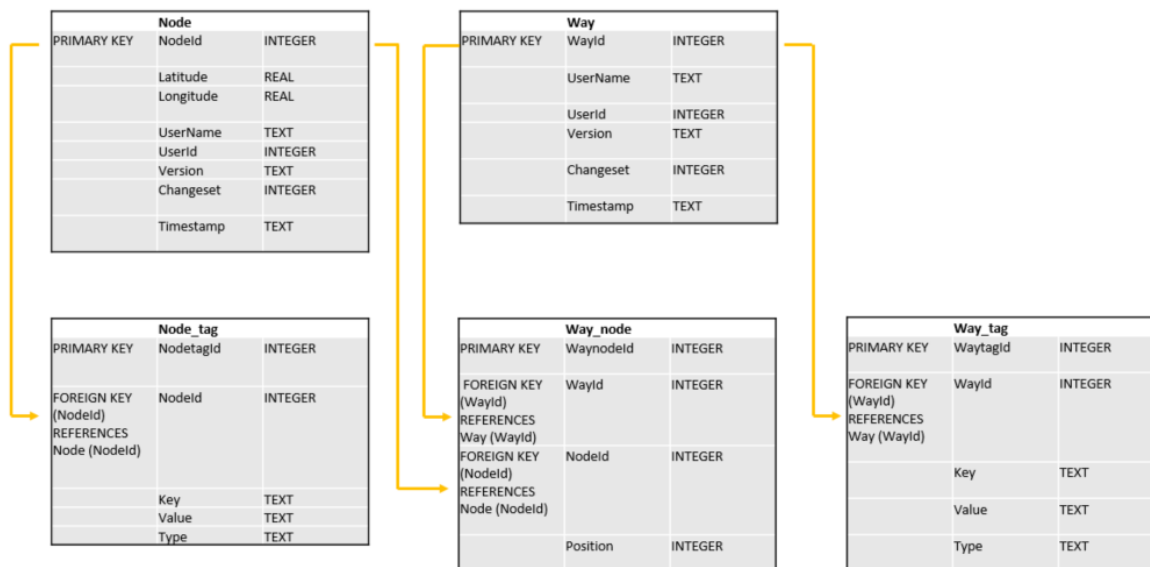 Node
PRIMARY KEY NodeId INTEGER
Latitude REAL
Longitude REAL
UserName TEXT
UserId INTEGER
Version TEXT
Changeset INTEGER
Timestamp TEXT
Way
PRIMARY KEY WayId INTEGER
UserName TEXT
UserId INTEGER
Version TEXT
Changeset INTEGER
Timestamp TEXT
Node_tag
PRIMARY KEY NodetagId INTEGER
FOREIGN KEY NodeId INTEGER
(NodeId)
REFERENCES
Node (NodeId)
Key TEXT
Value TEXT
Type TEXT
Way_node
PRIMARY KEY WaynodeId INTEGER
FOREIGN KEY WayId INTEGER
(WayId)
REFERENCES
Way (WayId)
FOREIGN KEY NodeId INTEGER
(NodeId)
REFERENCES
Node (NodeId)
Position INTEGER
Way_tag
PRIMARY KEY WaytagId INTEGER
FOREIGN KEY WayId INTEGER
(WayId)
REFERENCES
Way (WayId)
Key TEXT
Value TEXT
Type TEXT